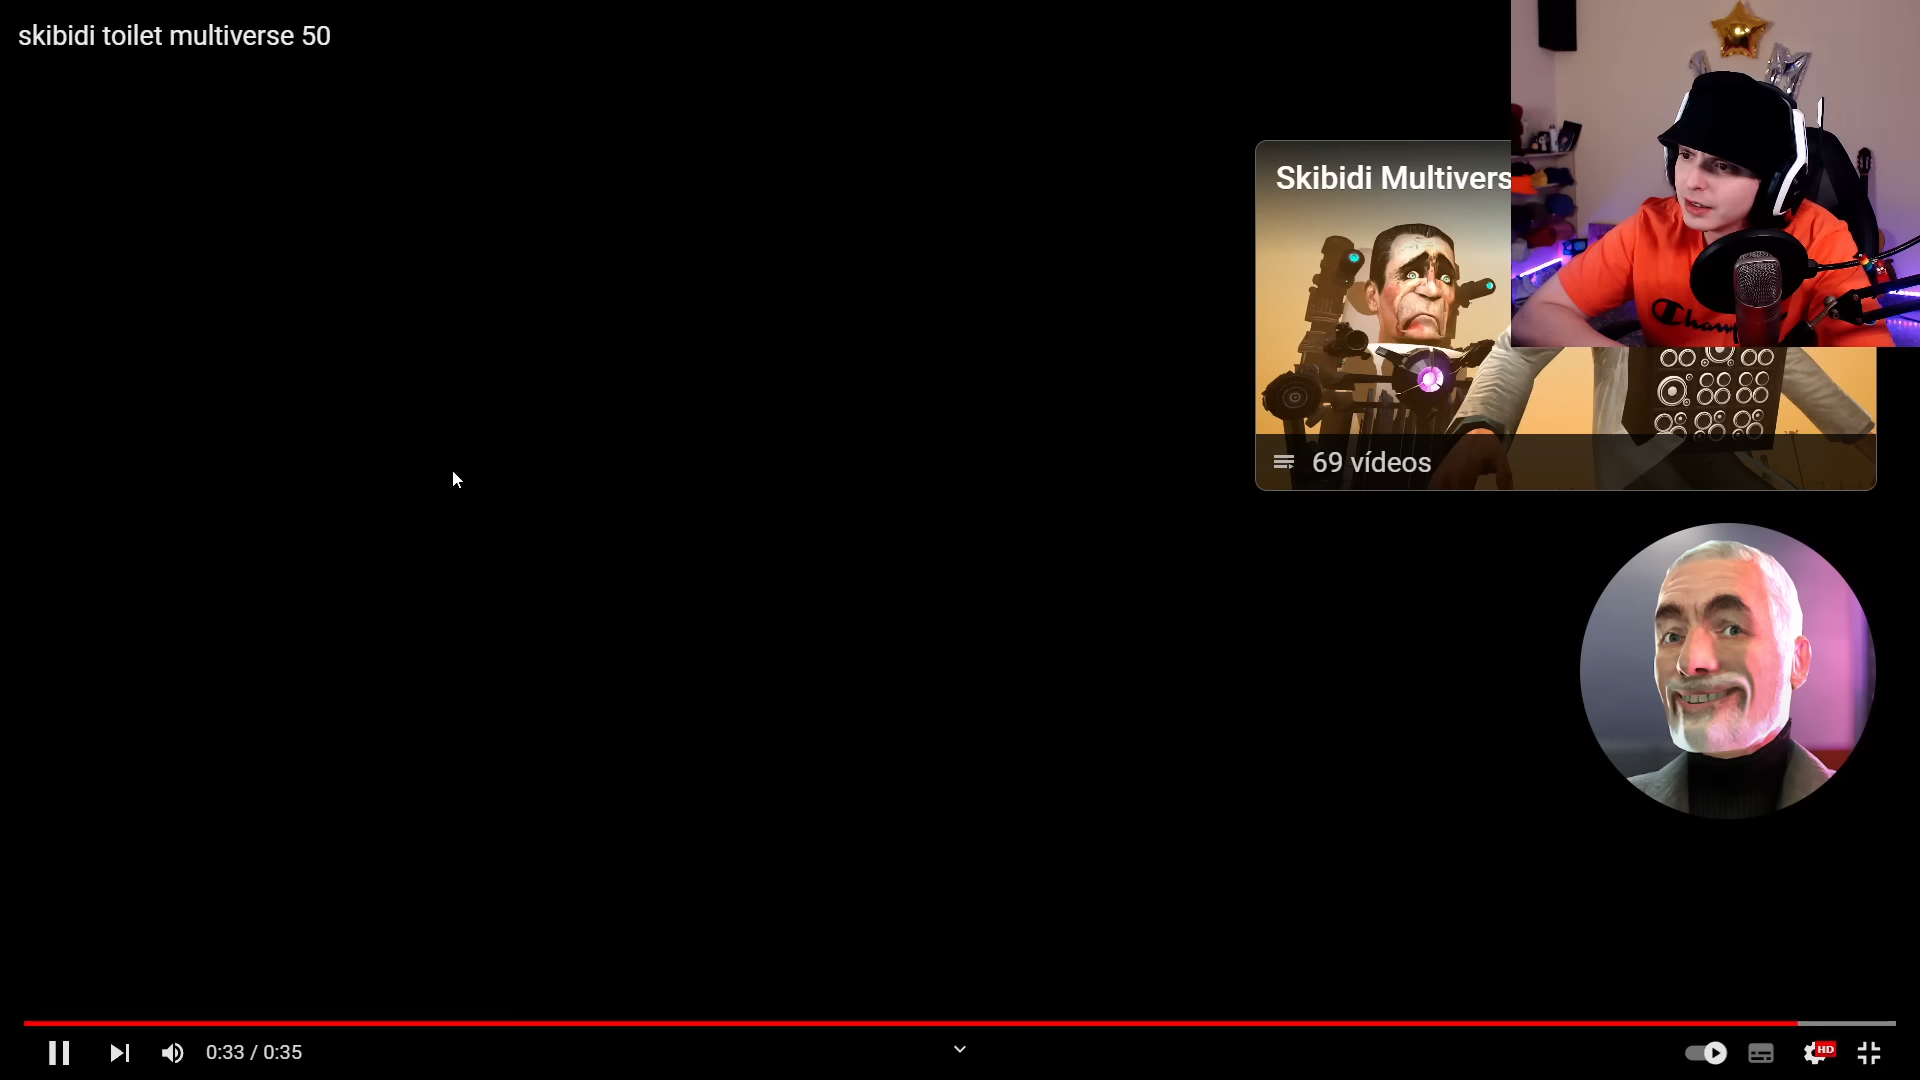 skibidi toilet multiverse 50
Skibidi Multivers
69 vídeos
0:33 / 0:35
HD